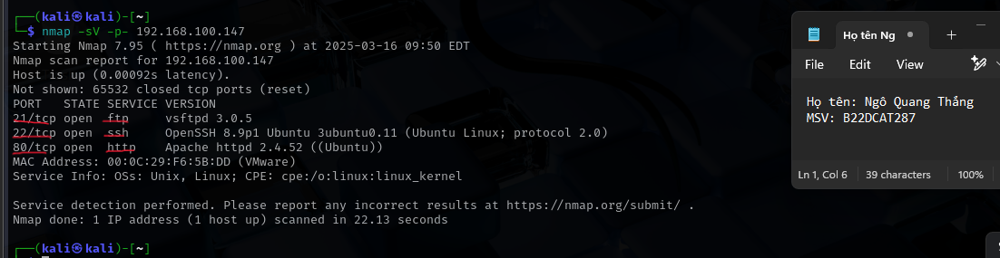 ┌──(kali㉿kali)-[~]
└─$ nmap -sV -p- 192.168.100.147
Starting Nmap 7.95 ( https://nmap.org ) at 2025-03-16 09:50 EDT
Nmap scan report for 192.168.100.147
Host is up (0.00092s latency).
Not shown: 65532 closed tcp ports (reset)
PORT   STATE SERVICE VERSION
21/tcp open  ftp     vsftpd 3.0.5
22/tcp open  ssh     OpenSSH 8.9p1 Ubuntu 3ubuntu0.11 (Ubuntu Linux; protocol 2.0)
80/tcp open  http    Apache httpd 2.4.52 ((Ubuntu))
MAC Address: 00:0C:29:F6:5B:DD (VMware)
Service Info: OSs: Unix, Linux; CPE: cpe:/o:linux:linux_kernel
Service detection performed. Please report any incorrect results at https://nmap.org/submit/ .
Nmap done: 1 IP address (1 host up) scanned in 22.13 seconds
┌──(kali㉿kali)-[~]
Họ tên Ng
File Edit View
Họ tên: Ngô Quang Thắng
MSV: B22DCAT287
Ln 1, Col 6 39 characters 100%